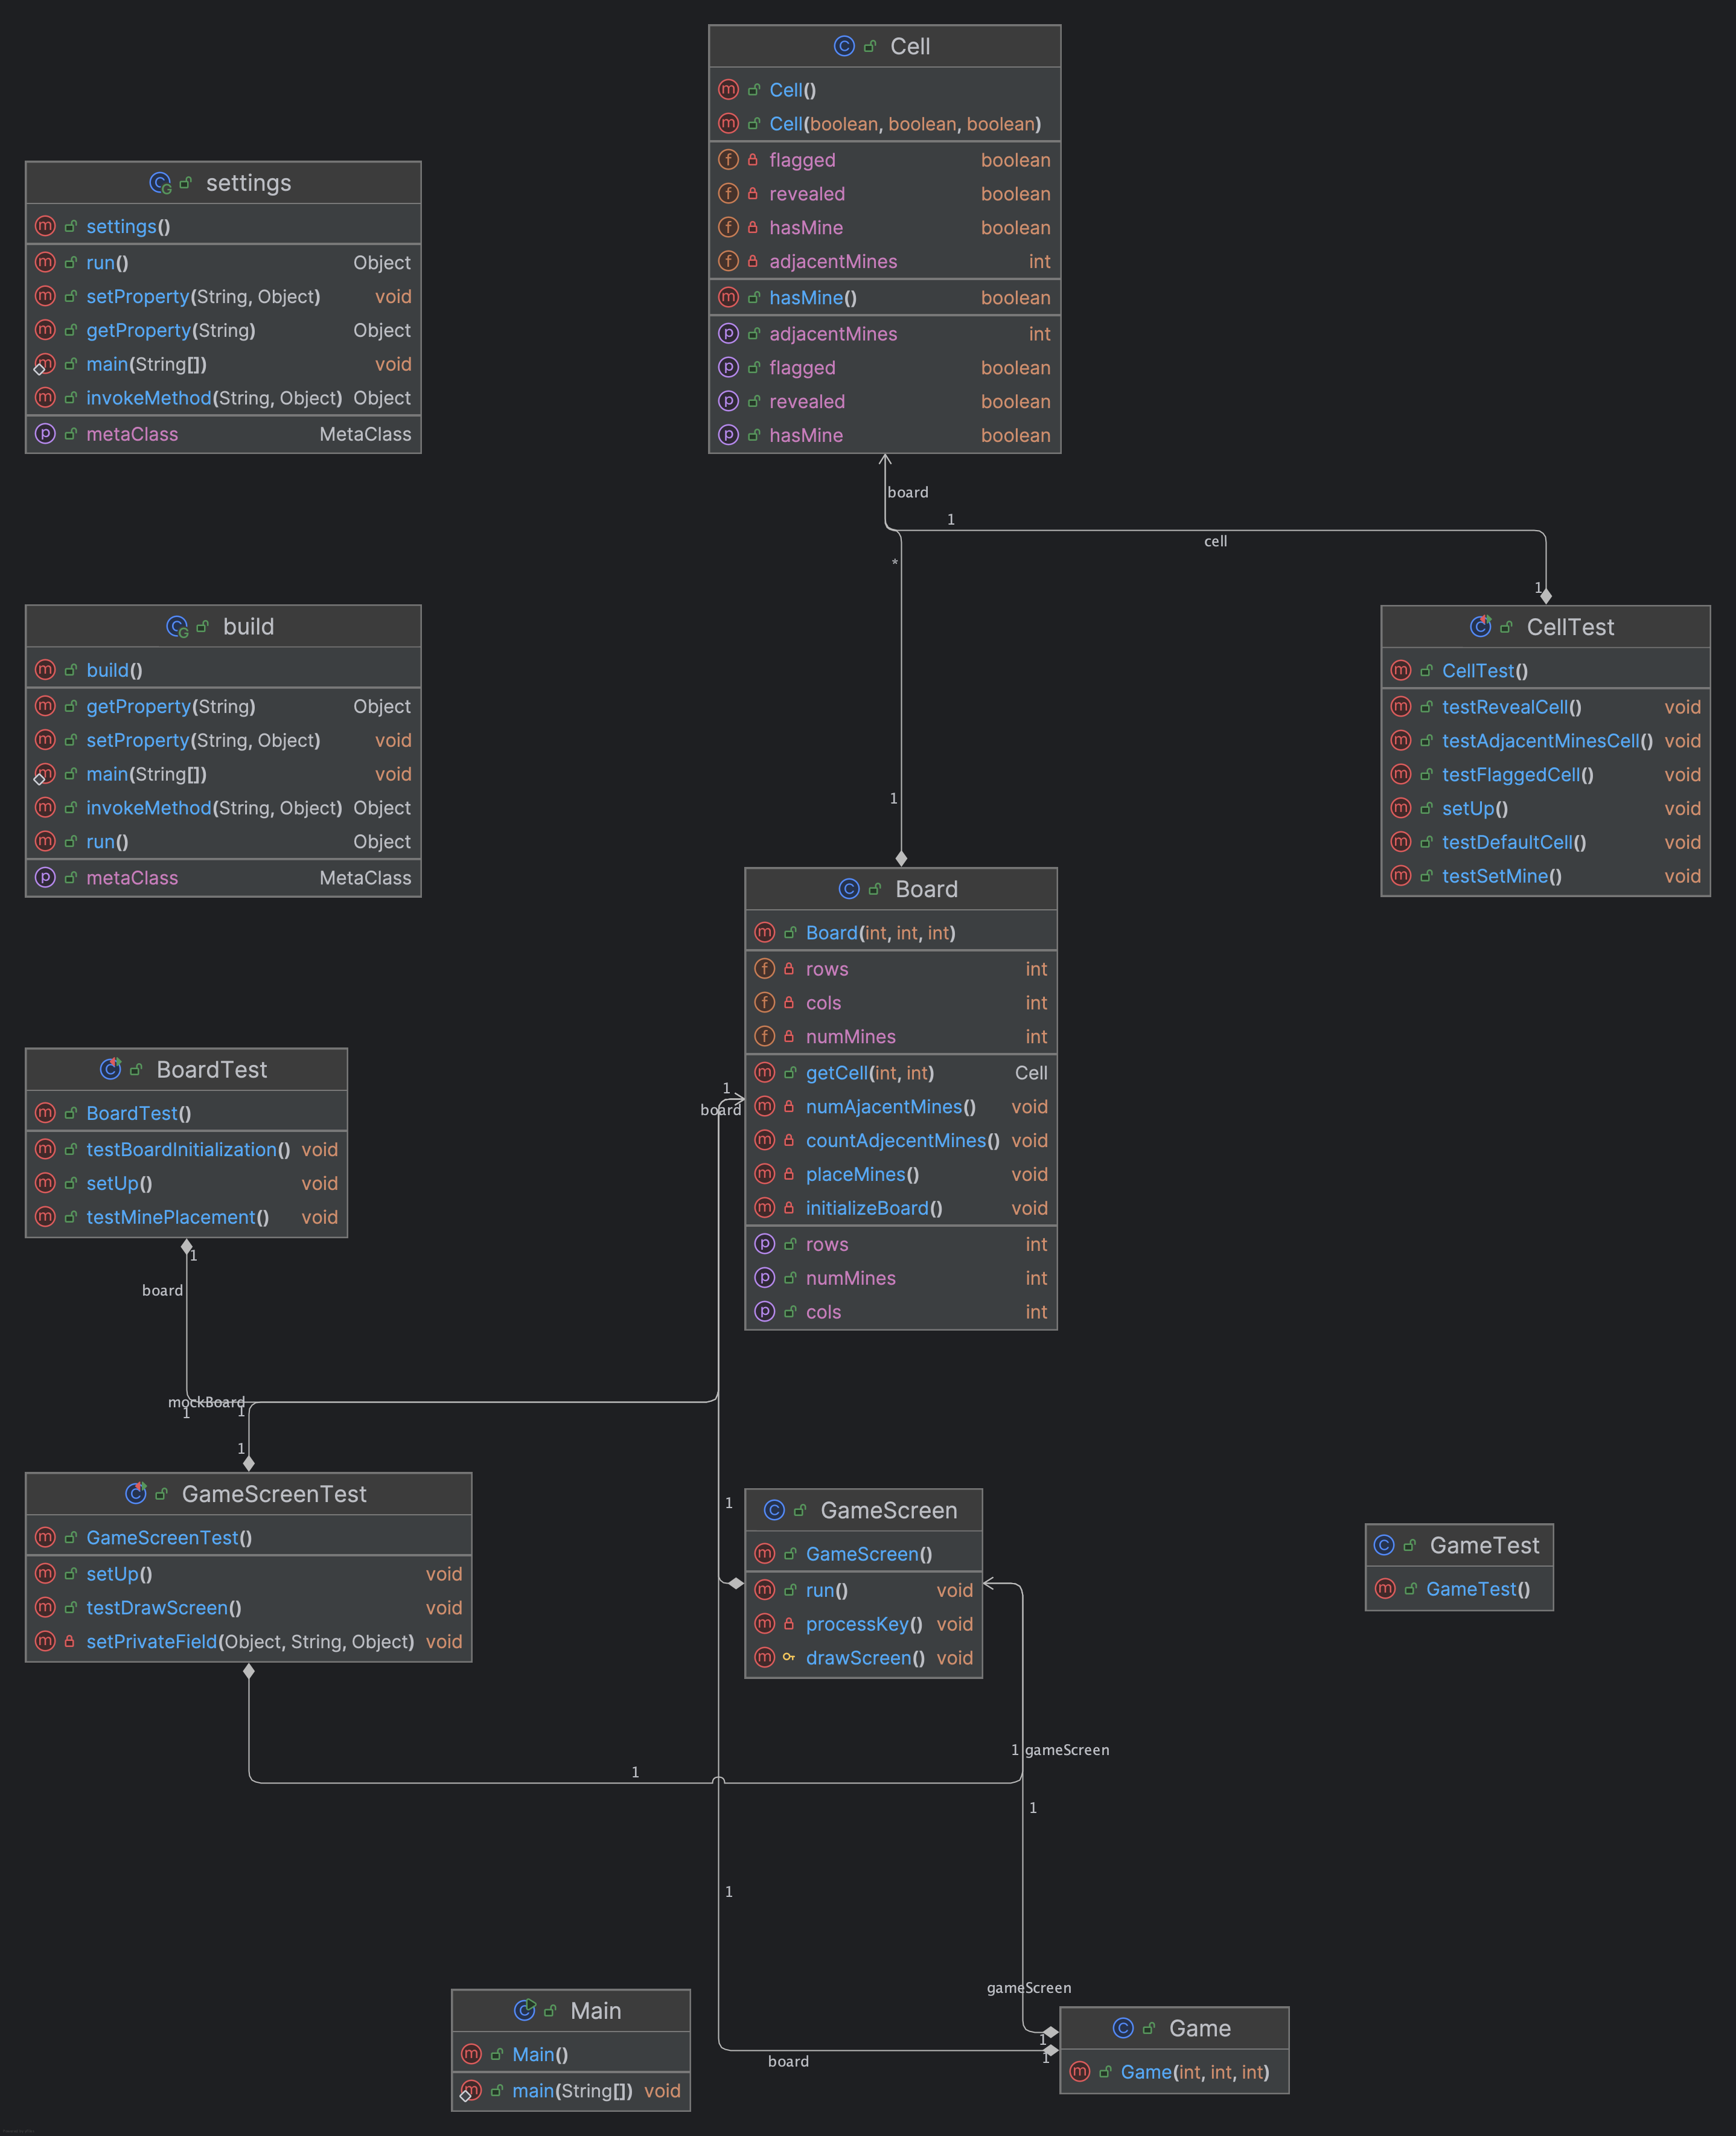 Cell
Cell()
Cell(boolean, boolean, boolean)
flagged boolean
revealed boolean
hasMine boolean
adjacentMines int
hasMine() boolean
adjacentMines int
flagged boolean
revealed boolean
hasMine boolean
settings
settings()
run() Object
setProperty(String, Object) void
getProperty(String) Object
main(String[]) void
invokeMethod(String, Object) Object
metaClass MetaClass
board
1
cell
*
1
1
build
build()
getProperty(String) Object
setProperty(String, Object) void
main(String[]) void
invokeMethod(String, Object) Object
run() Object
metaClass MetaClass
CellTest
CellTest()
testRevealCell() void
testAdjacentMinesCell() void
testFlaggedCell() void
setUp() void
testDefaultCell() void
testSetMine() void
Board
Board(int, int, int)
rows int
cols int
numMines int
getCell(int, int) Cell
numAjacentMines() void
countAdjecentMines() void
placeMines() void
initializeBoard() void
rows int
numMines int
cols int
1
board
BoardTest
BoardTest()
testBoardInitialization() void
setUp() void
testMinePlacement() void
1
board
mockBoard
1
1
1
GameScreenTest
GameScreenTest()
setUp() void
testDrawScreen() void
setPrivateField(Object, String, Object) void
1
GameScreen
GameScreen()
run() void
processKey() void
drawScreen() void
GameTest
GameTest()
1 gameScreen
1
1
1
gameScreen
1
1
board
Main
Main()
main(String[]) void
Game
Game(int, int, int)